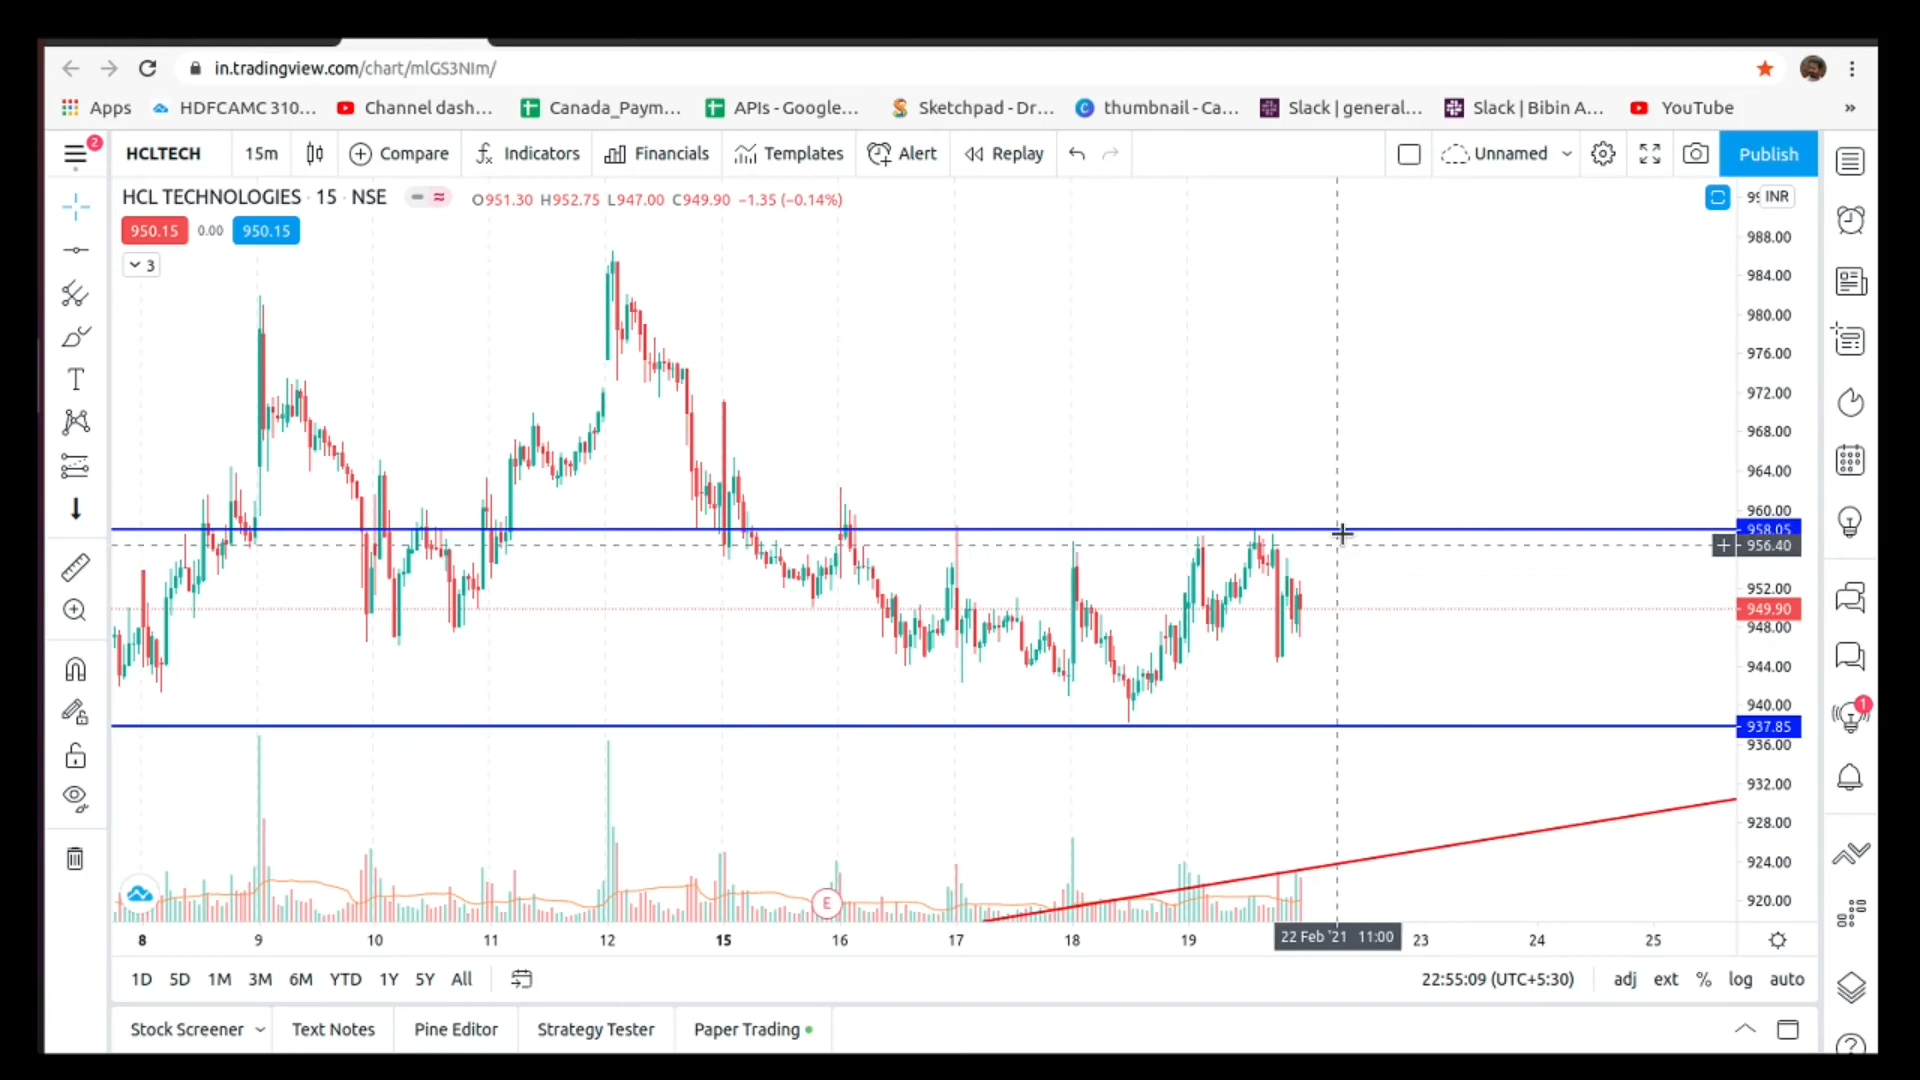 in.tradingview.com/chart/mlGS3NIm/
Apps HDFCAMC 310... Channel dash... Canada_Paym... APIs - Google... Sketchpad - Dr... thumbnail - Ca... Slack | general... Slack | Bibin A... YouTube »
2 HCLTECH 15m Compare Indicators Financials Templates Alert Replay Unnamed Publish
HCL TECHNOLOGIES · 15 · NSE O951.30 H952.75 L947.00 C949.90 −1.35 (−0.14%)
INR
950.15 0.00 950.15
3
988.00
984.00
980.00
976.00
972.00
968.00
964.00
960.00
958.05
956.40
952.00
949.90
948.00
944.00
940.00
937.85
936.00
932.00
928.00
924.00
920.00
1
E
8 9 10 11 12 15 16 17 18 19 22 Feb '21 11:00 23 24 25
1D 5D 1M 3M 6M YTD 1Y 5Y All 22:55:09 (UTC+5:30) adj ext % log auto
Stock Screener Text Notes Pine Editor Strategy Tester Paper Trading